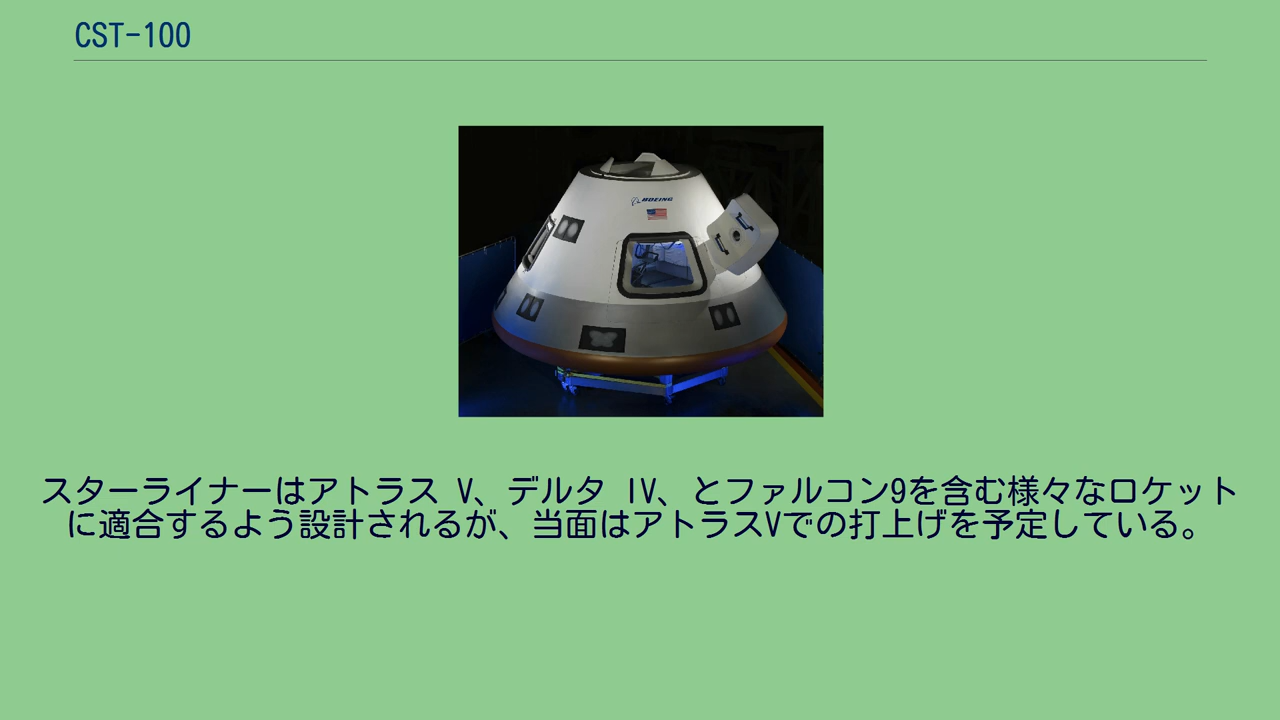 CST-100
BOEING
スターライナーはアトラス V、デルタ IV、とファルコン9を含む様々なロケット
に適合するよう設計されるが、当面はアトラスVでの打上げを予定している。